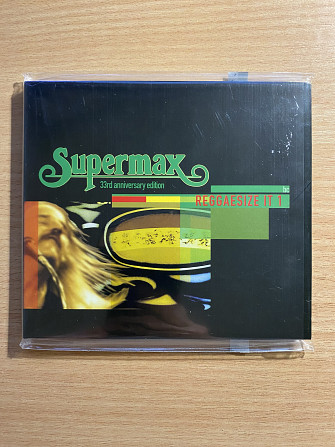 Supermax
33rd anniversary edition
REGGAESIZE IT 1